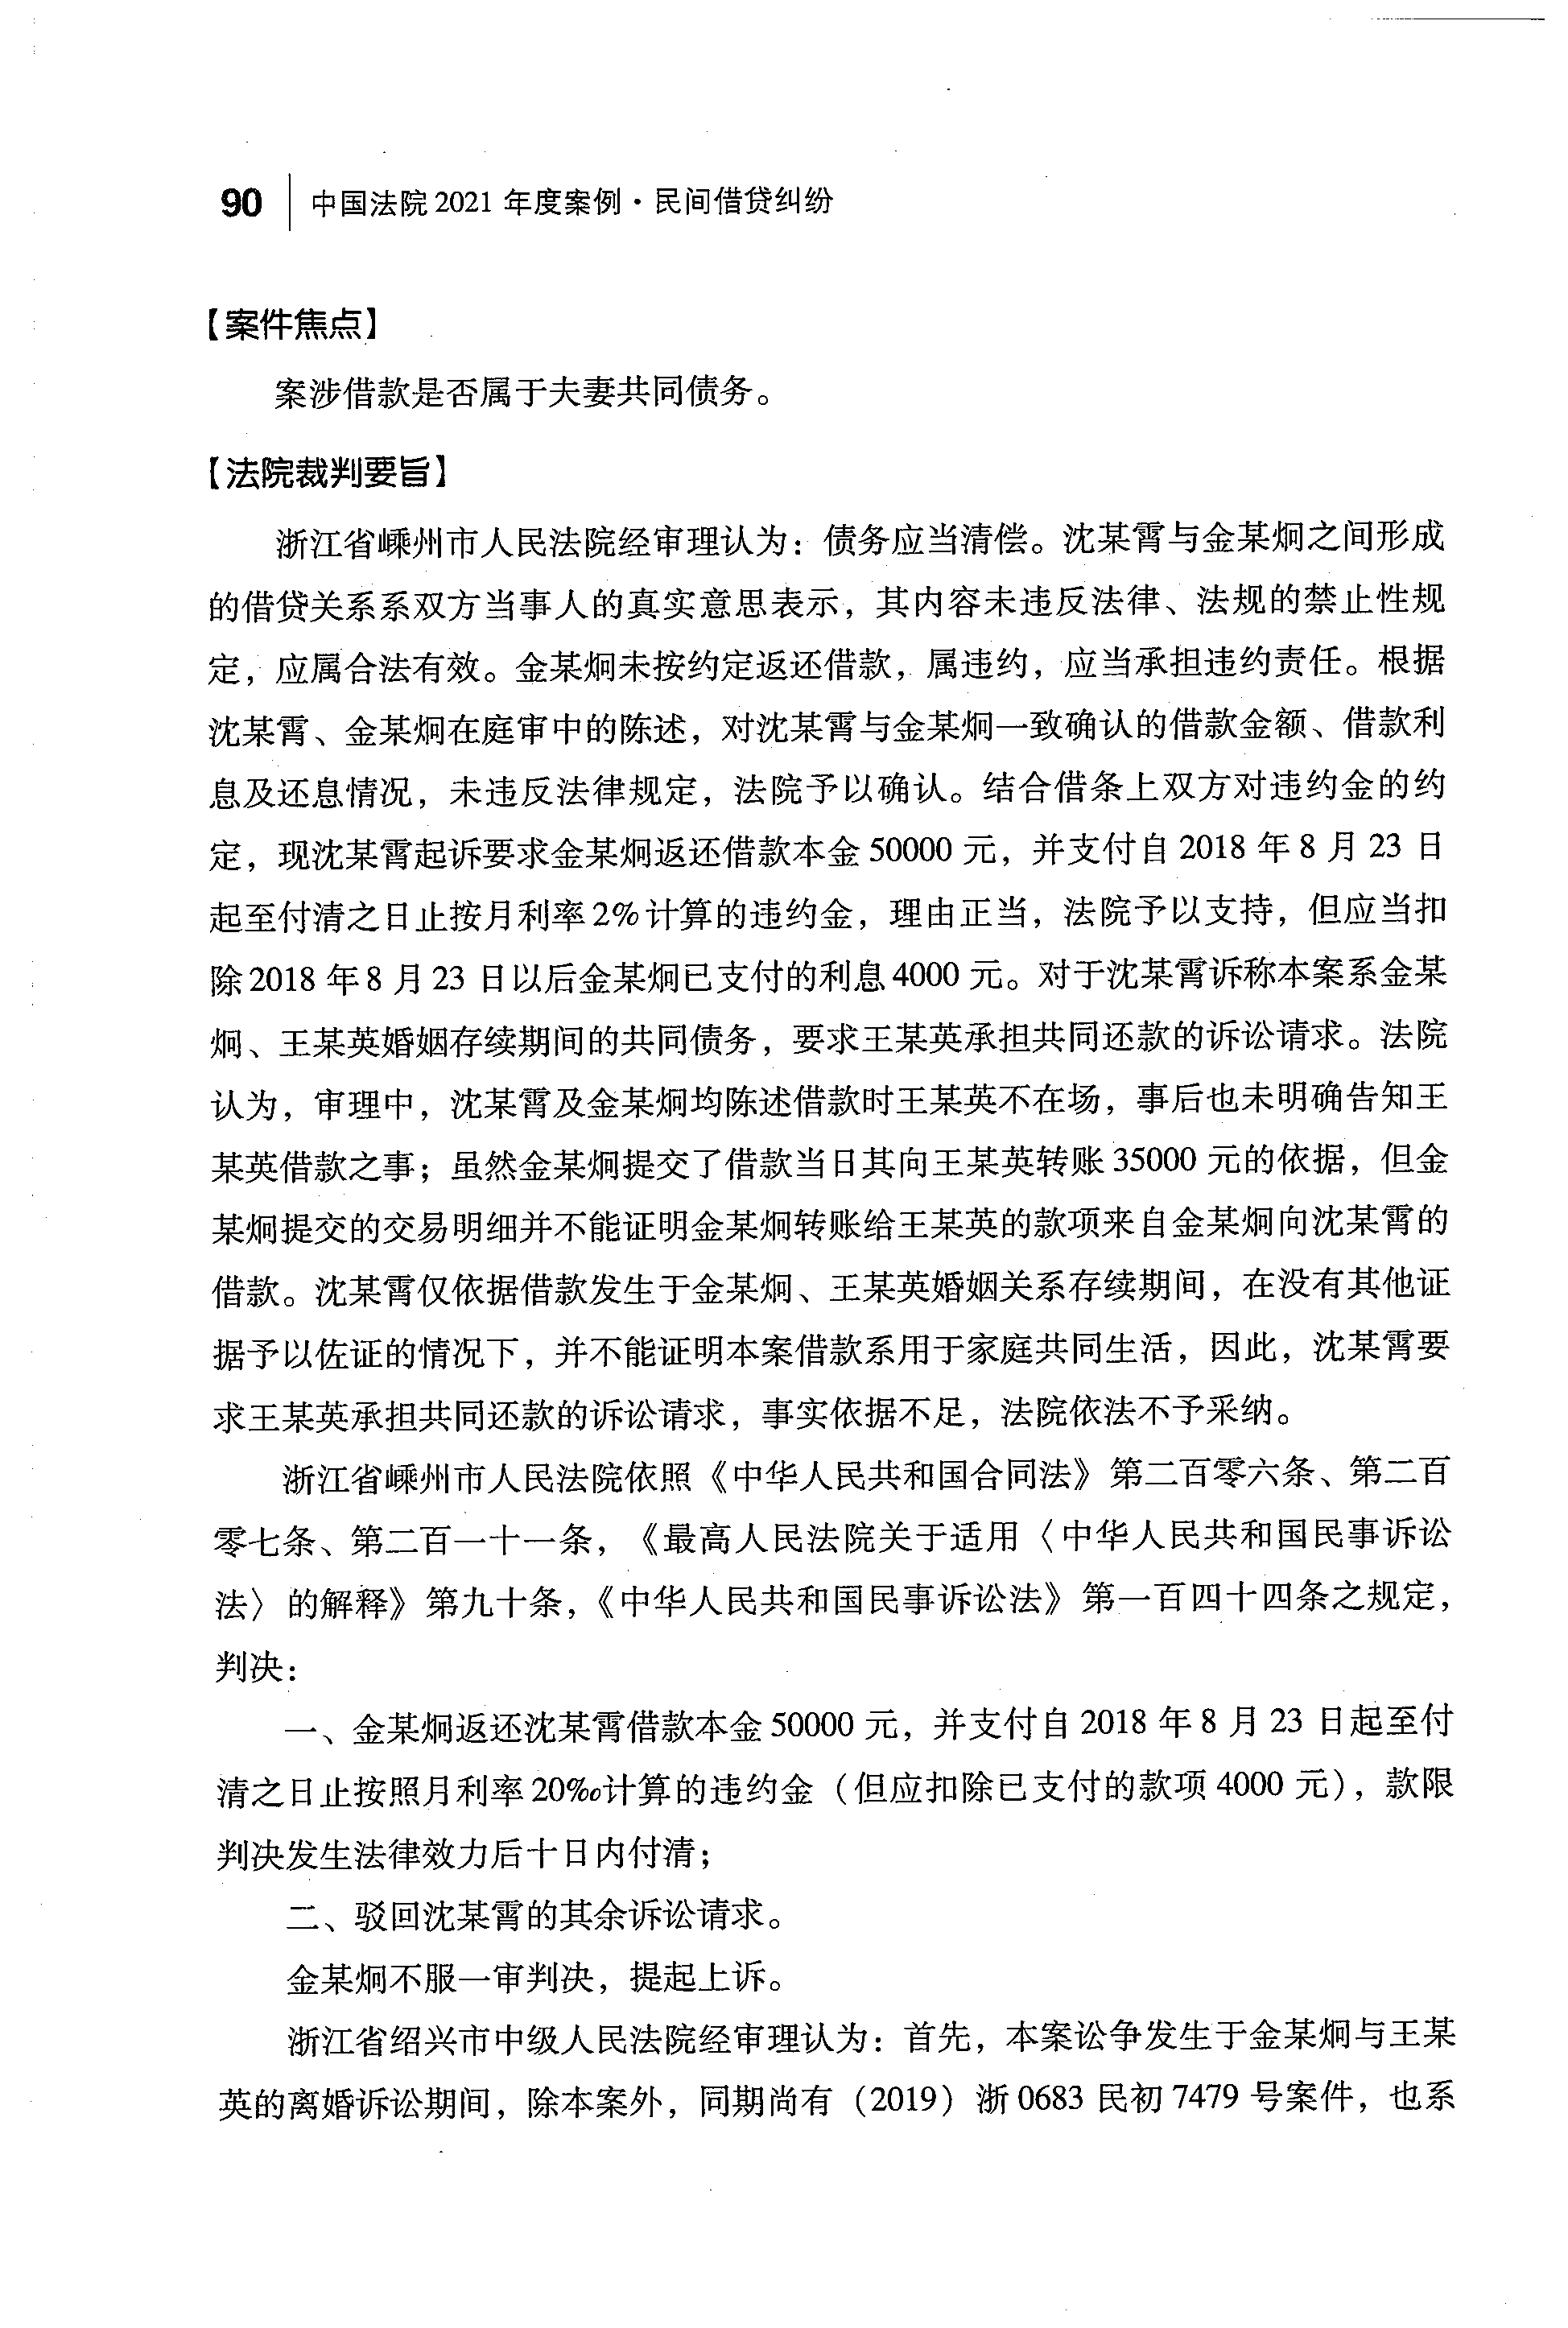 90 中国法院2021年度案例·民间借贷纠纷
【案件焦点】
案涉借款是否属于夫妻共同债务。
【法院裁判要旨】
浙江省嵊州市人民法院经审理认为：债务应当清偿。沈某霄与金某炯之间形成
的借贷关系系双方当事人的真实意思表示，其内容未违反法律、法规的禁止性规
定，应属合法有效。金某炯未按约定返还借款，属违约，应当承担违约责任。根据
沈某霄、金某炯在庭审中的陈述，对沈某霄与金某炯一致确认的借款金额、借款利
息及还息情况，未违反法律规定，法院予以确认。结合借条上双方对违约金的约
定，现沈某霄起诉要求金某炯返还借款本金50000元，并支付自2018年8月23日
起至付清之日止按月利率2%计算的违约金，理由正当，法院予以支持，但应当扣
除2018年8月23日以后金某炯已支付的利息4000元。对于沈某霄诉称本案系金某
炯、王某英婚姻存续期间的共同债务，要求王某英承担共同还款的诉讼请求。法院
认为，审理中，沈某霄及金某炯均陈述借款时王某英不在场，事后也未明确告知王
某英借款之事；虽然金某炯提交了借款当日其向王某英转账35000元的依据，但金
某炯提交的交易明细并不能证明金某炯转账给王某英的款项来自金某炯向沈某霄的
借款。沈某霄仅依据借款发生于金某炯、王某英婚姻关系存续期间，在没有其他证
据予以佐证的情况下，并不能证明本案借款系用于家庭共同生活，因此，沈某霄要
求王某英承担共同还款的诉讼请求，事实依据不足，法院依法不予采纳。
浙江省嵊州市人民法院依照《中华人民共和国合同法》第二百零六条、第二百
零七条、第二百一十一条，《最高人民法院关于适用〈中华人民共和国民事诉讼
法〉的解释》第九十条，《中华人民共和国民事诉讼法》第一百四十四条之规定，
判决：
一、金某炯返还沈某霄借款本金50000元，并支付自2018年8月23日起至付
清之日止按照月利率20‰计算的违约金（但应扣除已支付的款项4000元），款限
判决发生法律效力后十日内付清；
二、驳回沈某霄的其余诉讼请求。
金某炯不服一审判决，提起上诉。
浙江省绍兴市中级人民法院经审理认为：首先，本案讼争发生于金某炯与王某
英的离婚诉讼期间，除本案外，同期尚有（2019）浙0683民初7479号案件，也系